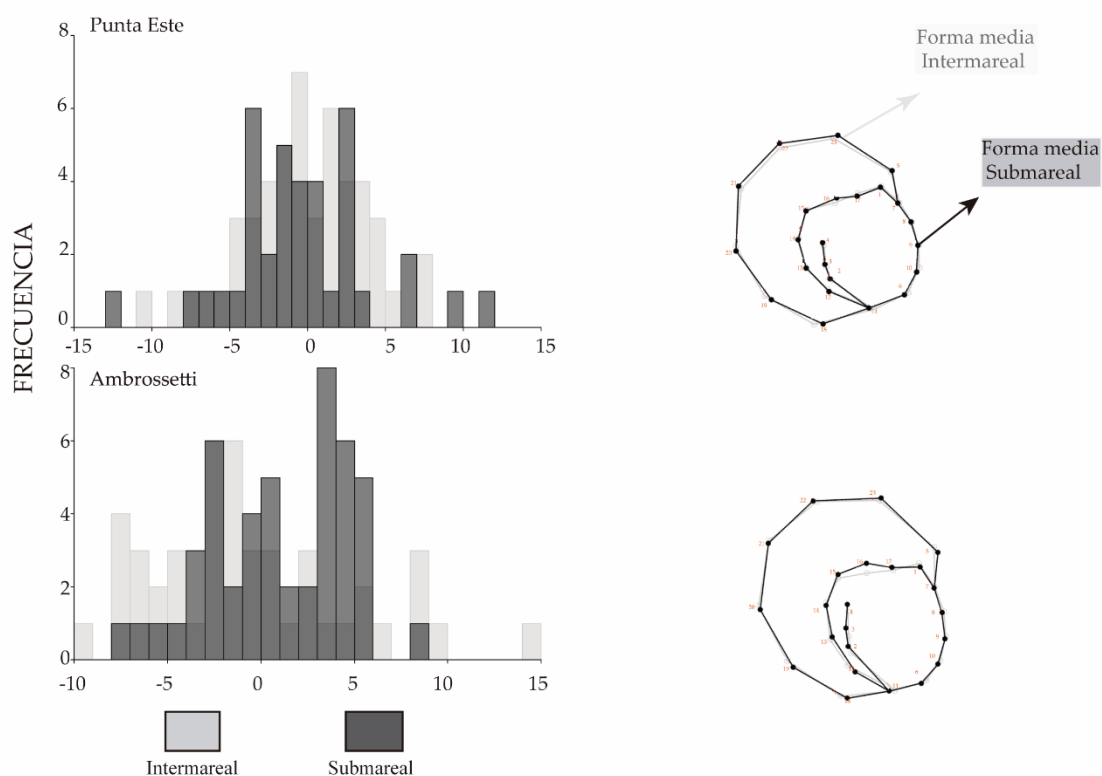 Punta Este
FRECUENCIA
8
6
4
2
0
-15 -10 -5 0 5 10 15
Forma media
Intermareal
Forma media
Submareal
Ambrossetti
8
6
4
2
0
-10 -5 0 5 10 15
Intermareal
Submareal